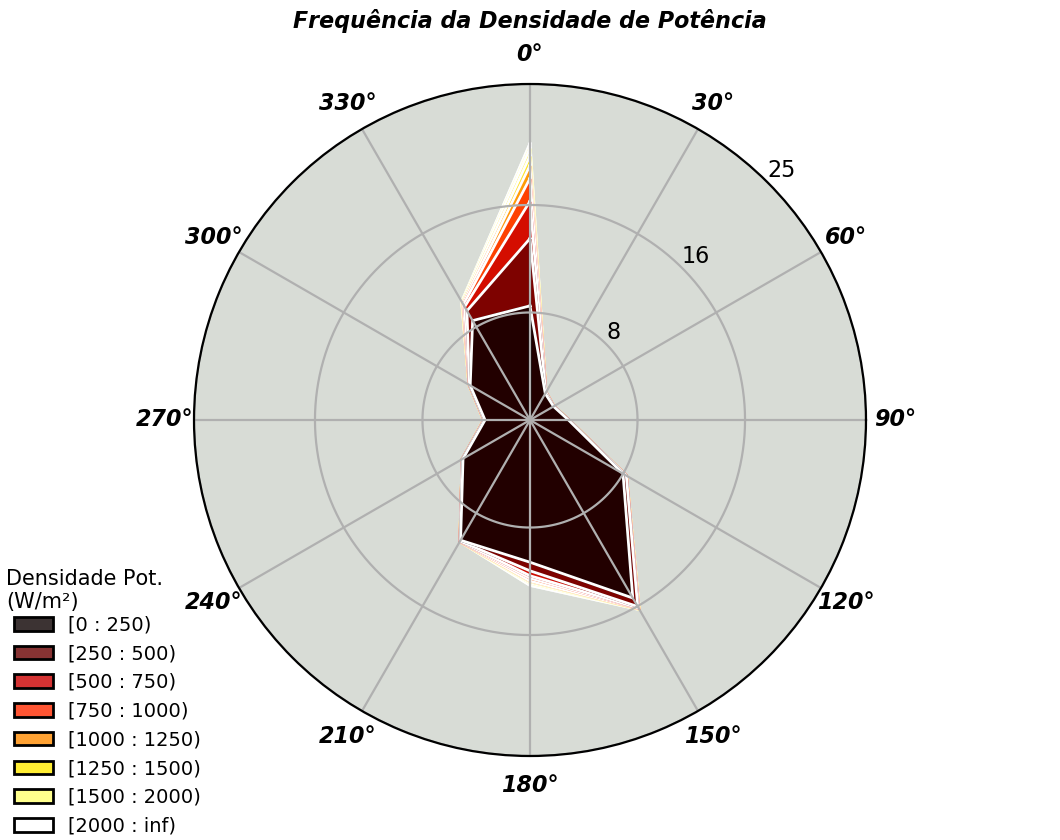 Frequência da Densidade de Potência
0°
330°
30°
25
300°
60°
16
8
270°
90°
240°
120°
210°
150°
180°
Densidade Pot.
(W/m²)
[0 : 250)
[250 : 500)
[500 : 750)
[750 : 1000)
[1000 : 1250)
[1250 : 1500)
[1500 : 2000)
[2000 : inf)